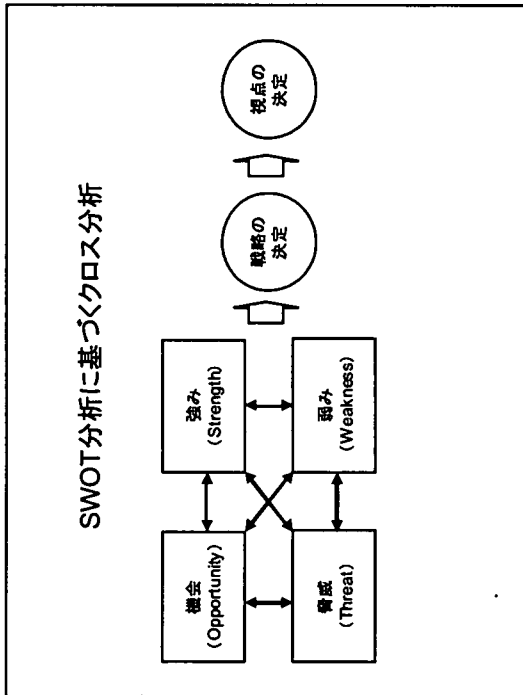 SWOT分析に基づくクロス分析
機会
(Opportunity)
強み
(Strength)
脅威
(Threat)
弱み
(Weakness)
戦略の
決定
視点の
決定